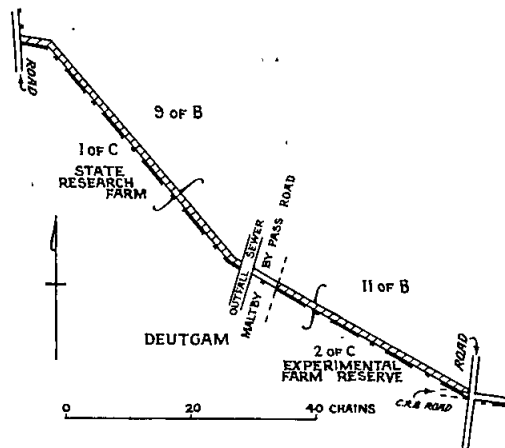 ROAD
9 OF B
1 OF C
STATE
RESEARCH
FARM
OUTFALL SEWER
MALTBY BY PASS ROAD
11 OF B
DEUTGAM
2 OF C
EXPERIMENTAL
FARM RESERVE
ROAD
C.R.B. ROAD
0 20 40 CHAINS